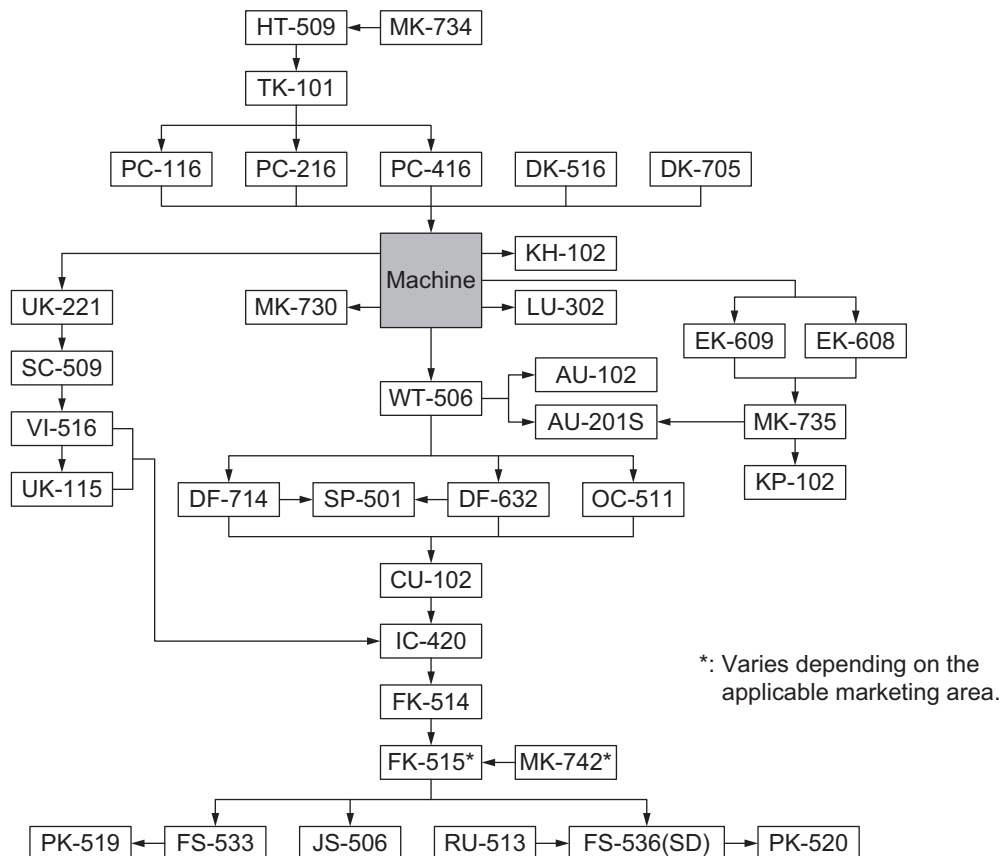 HT-509
MK-734
TK-101
PC-116
PC-216
PC-416
DK-516
DK-705
Machine
KH-102
UK-221
MK-730
LU-302
EK-609
EK-608
SC-509
WT-506
AU-102
VI-516
AU-201S
MK-735
UK-115
DF-714
SP-501
DF-632
OC-511
KP-102
CU-102
IC-420
*: Varies depending on the
applicable marketing area.
FK-514
FK-515*
MK-742*
PK-519
FS-533
JS-506
RU-513
FS-536(SD)
PK-520